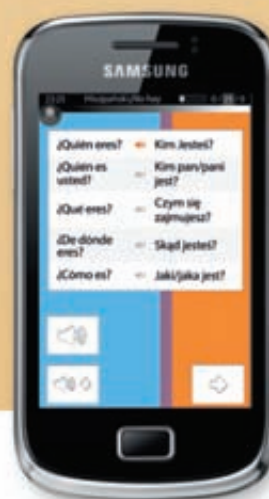 SAMSUNG
¿Quién eres? Kim Jesteś?
¿Quién es usted? Kim pan/pani jest?
¿Qué eres? Czym się zajmujesz?
¿De dónde eres? Skąd jesteś?
¿Cómo es? Jaki/jaka jest?